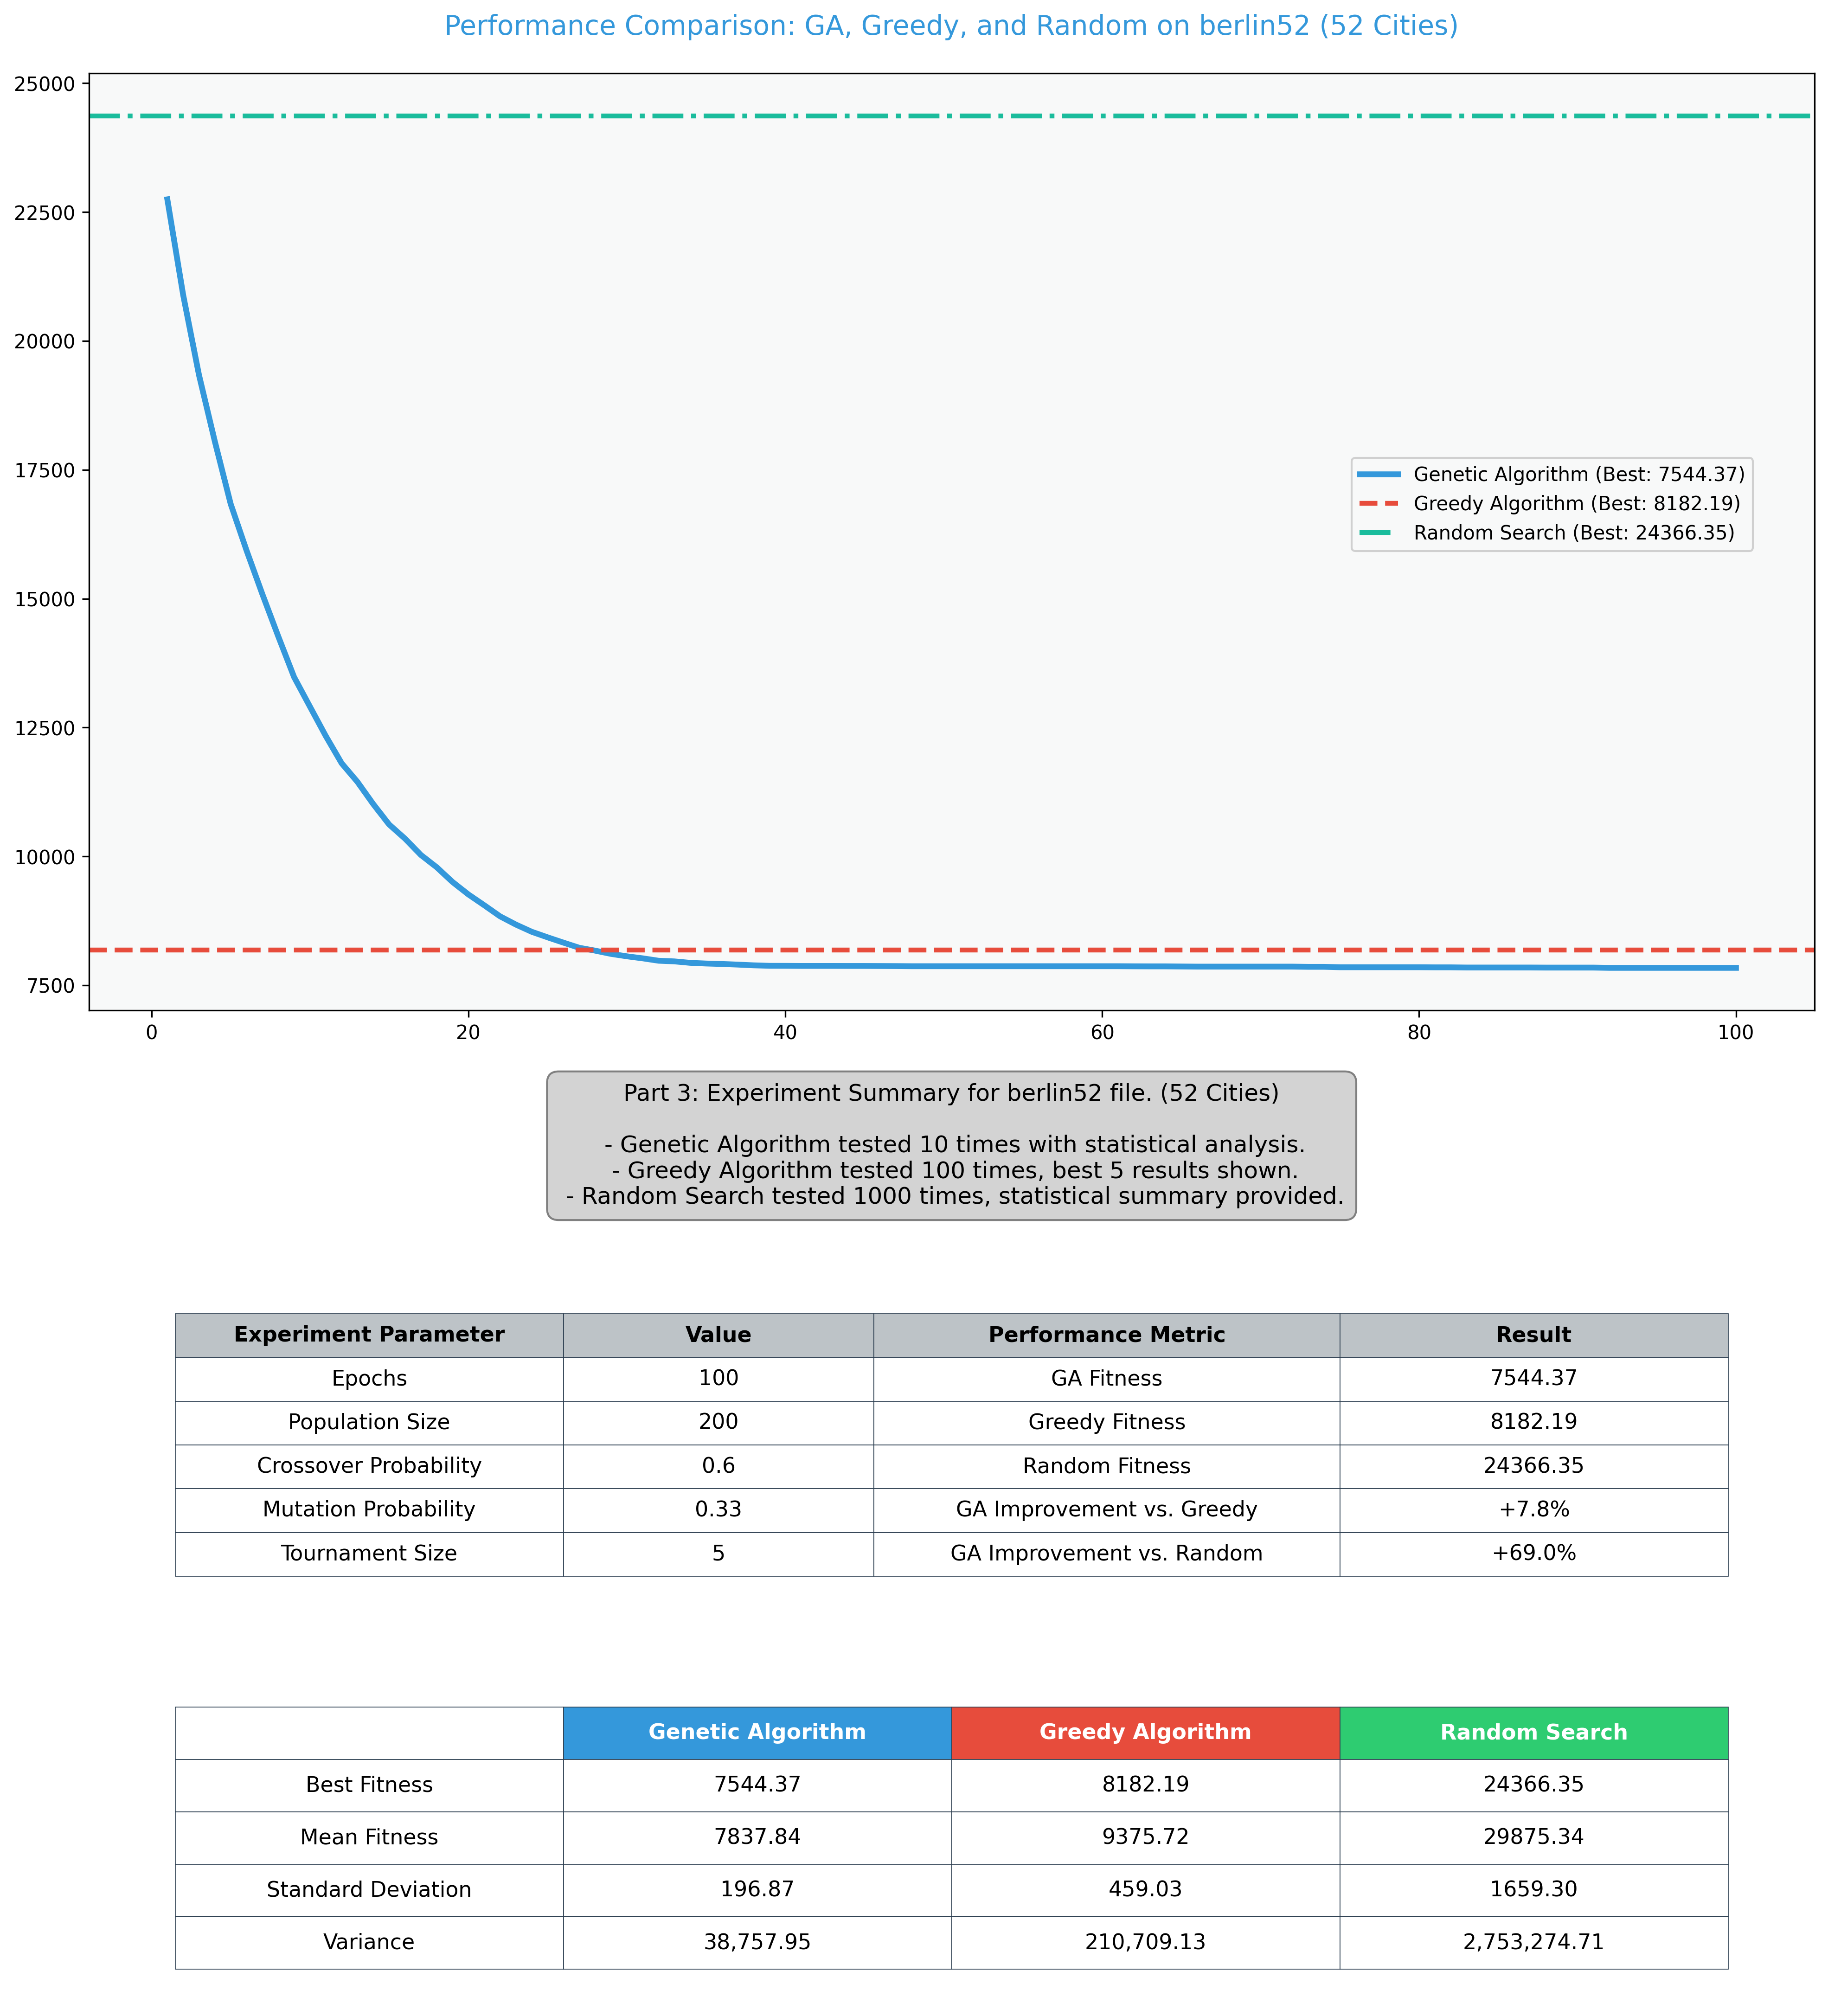 Performance Comparison: GA, Greedy, and Random on berlin52 (52 Cities)
25000
22500
20000
17500
15000
12500
10000
7500
Genetic Algorithm (Best: 7544.37)
Greedy Algorithm (Best: 8182.19)
Random Search (Best: 24366.35)
0 20 40 60 80 100
Part 3: Experiment Summary for berlin52 file. (52 Cities)
- Genetic Algorithm tested 10 times with statistical analysis.
- Greedy Algorithm tested 100 times, best 5 results shown.
- Random Search tested 1000 times, statistical summary provided.
Experiment Parameter Value Performance Metric Result
Epochs 100 GA Fitness 7544.37
Population Size 200 Greedy Fitness 8182.19
Crossover Probability 0.6 Random Fitness 24366.35
Mutation Probability 0.33 GA Improvement vs. Greedy +7.8%
Tournament Size 5 GA Improvement vs. Random +69.0%
Genetic Algorithm Greedy Algorithm Random Search
Best Fitness 7544.37 8182.19 24366.35
Mean Fitness 7837.84 9375.72 29875.34
Standard Deviation 196.87 459.03 1659.30
Variance 38,757.95 210,709.13 2,753,274.71